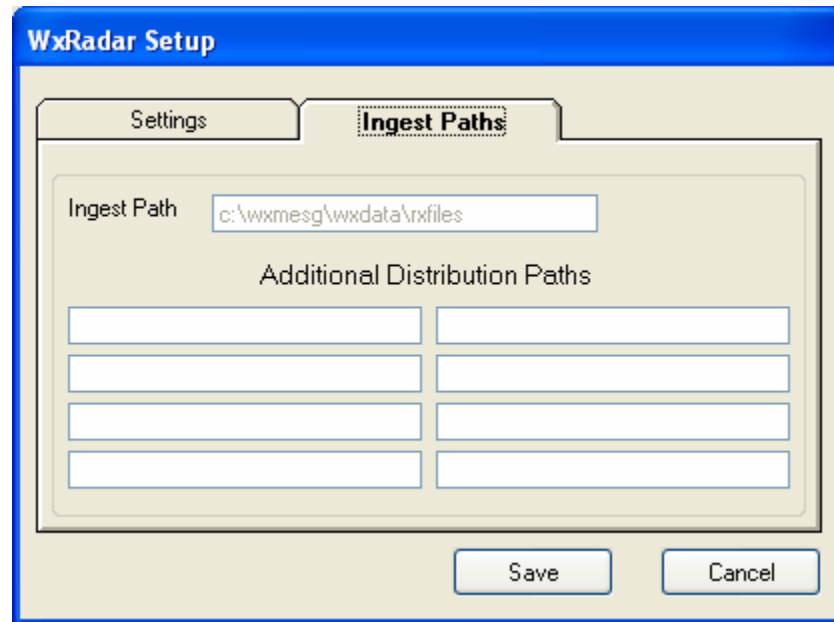 WxRadar Setup
Settings
Ingest Paths
Ingest Path
c:\wxmesg\wxdata\rxfiles
Additional Distribution Paths
Save
Cancel